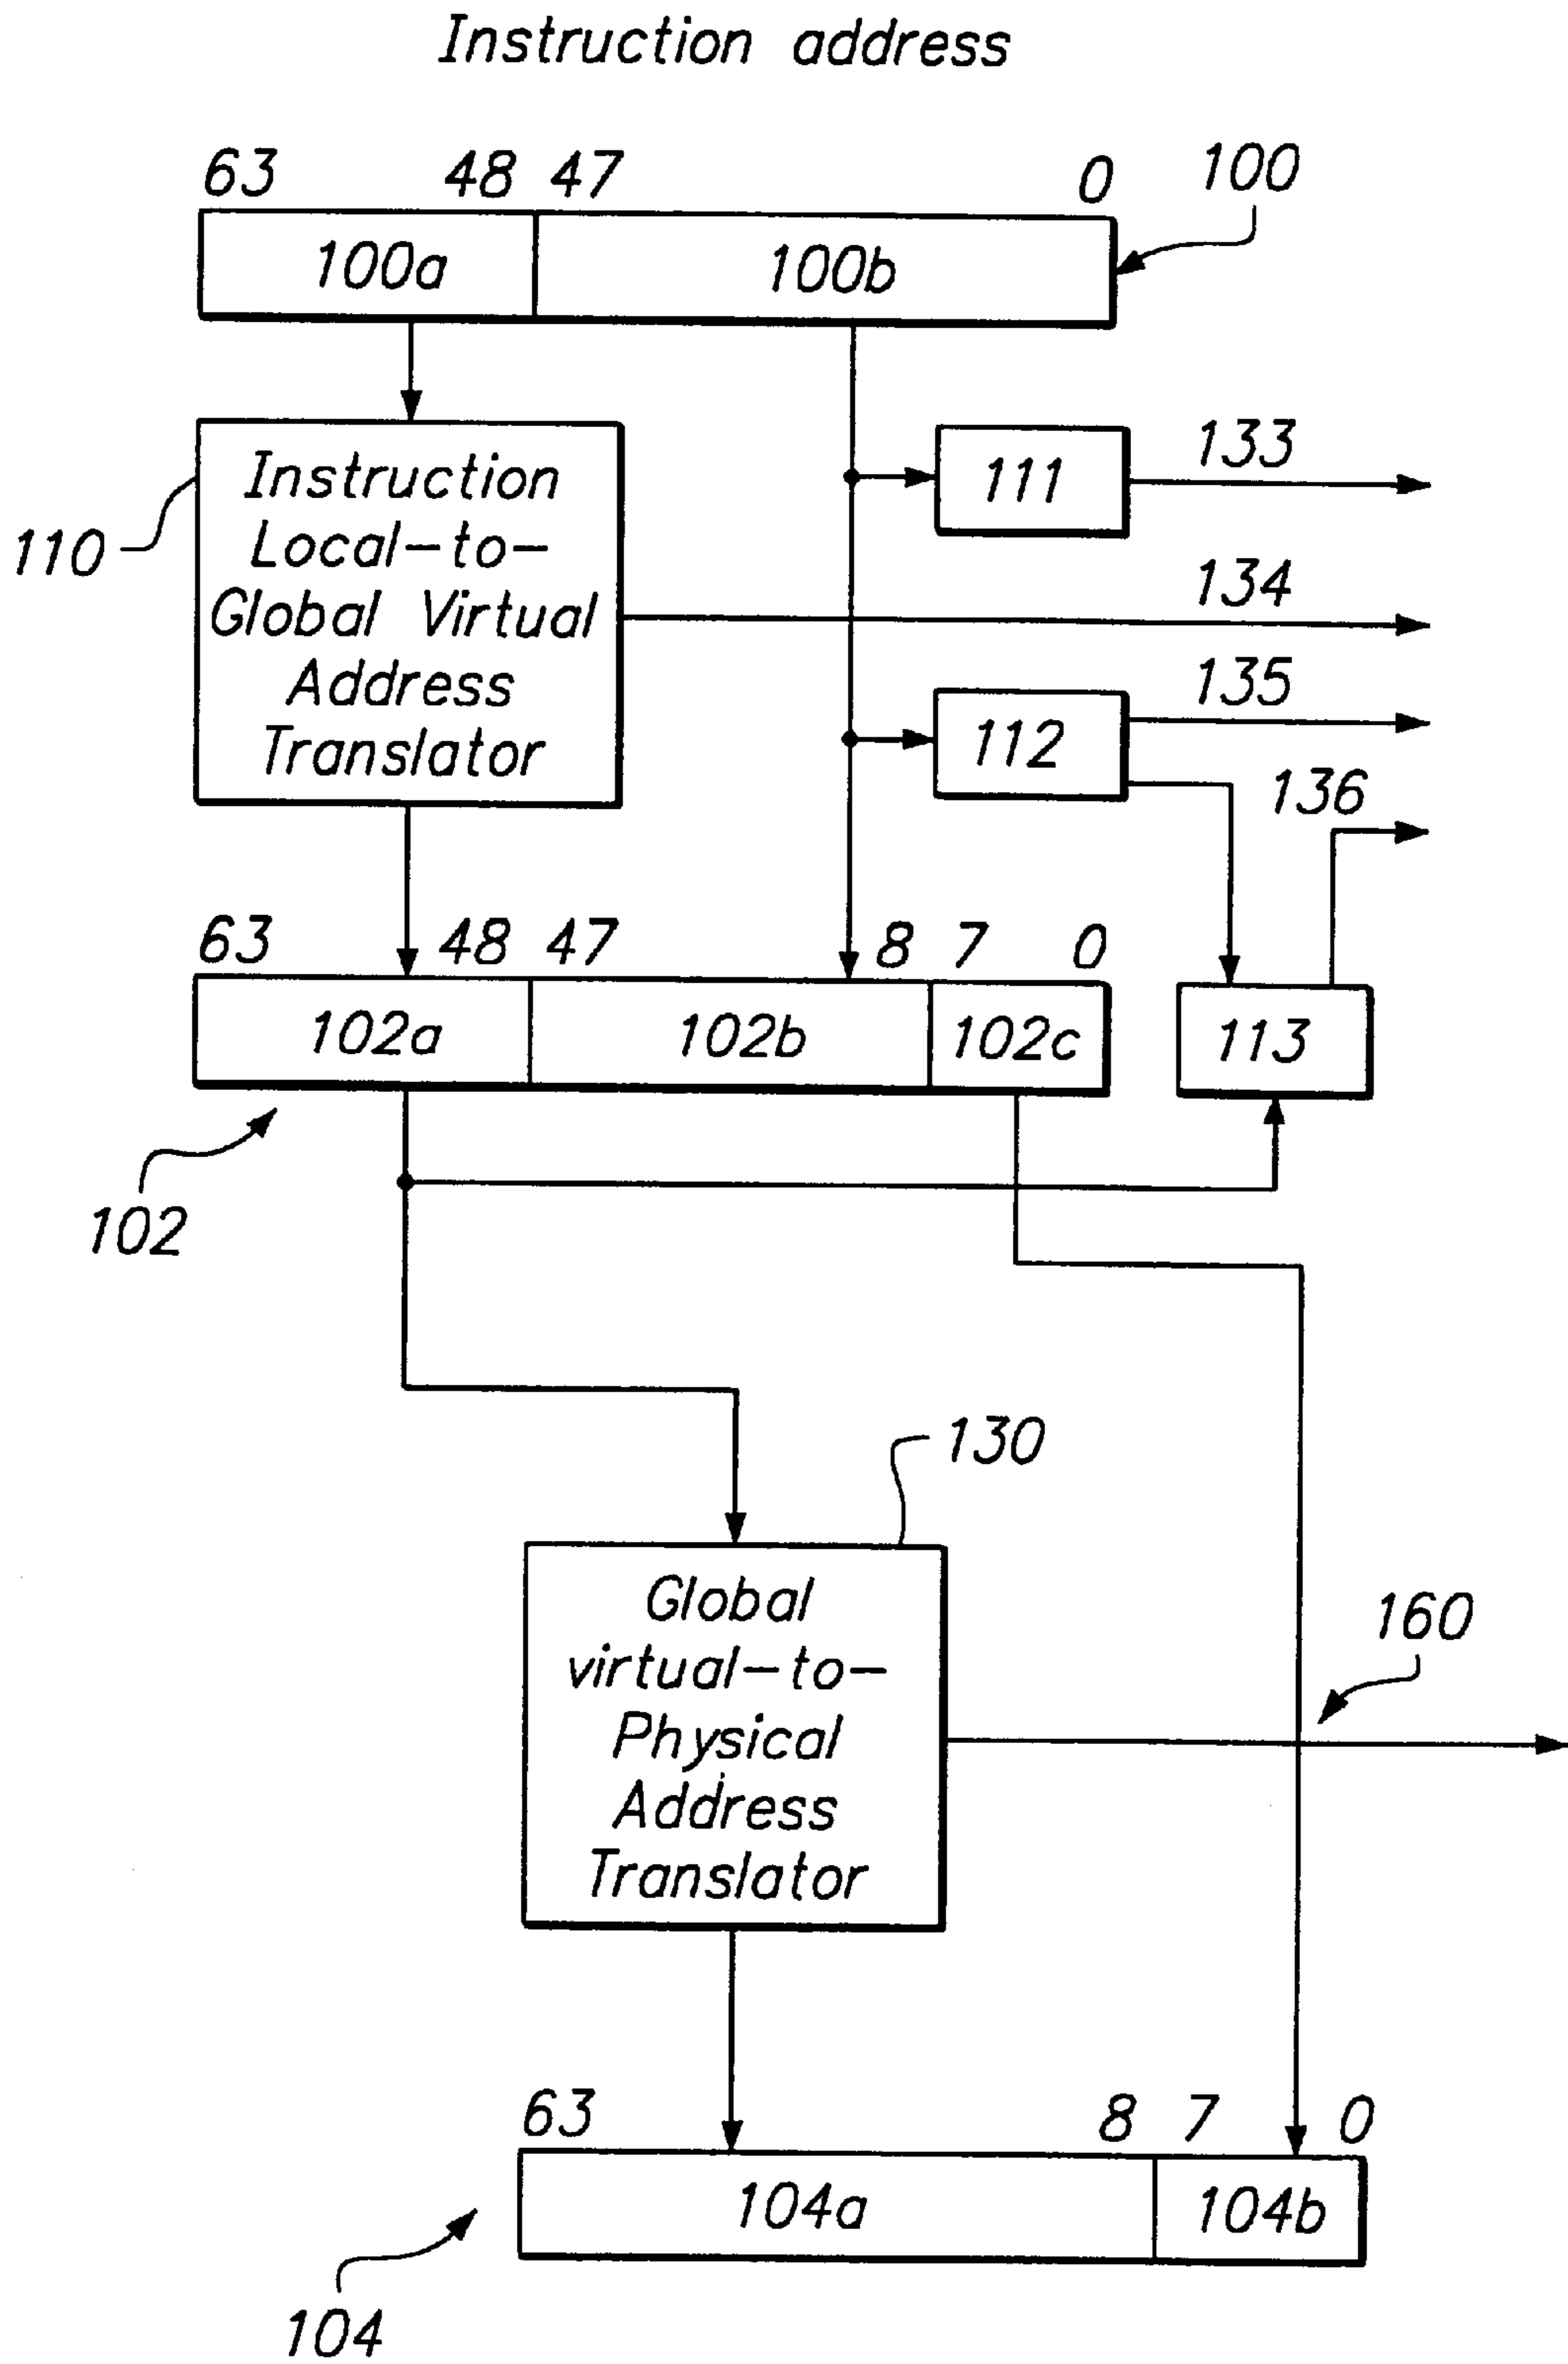 Instruction address
63 48 47 0 100
100a 100b
Instruction
Local-to-
Global Virtual
Address
Translator
110
111 133
134
112 135
136
63 48 47 8 7 0
102a 102b 102c 113
102
130
Global
virtual-to-
Physical
Address
Translator
160
63 8 7 0
104a 104b
104